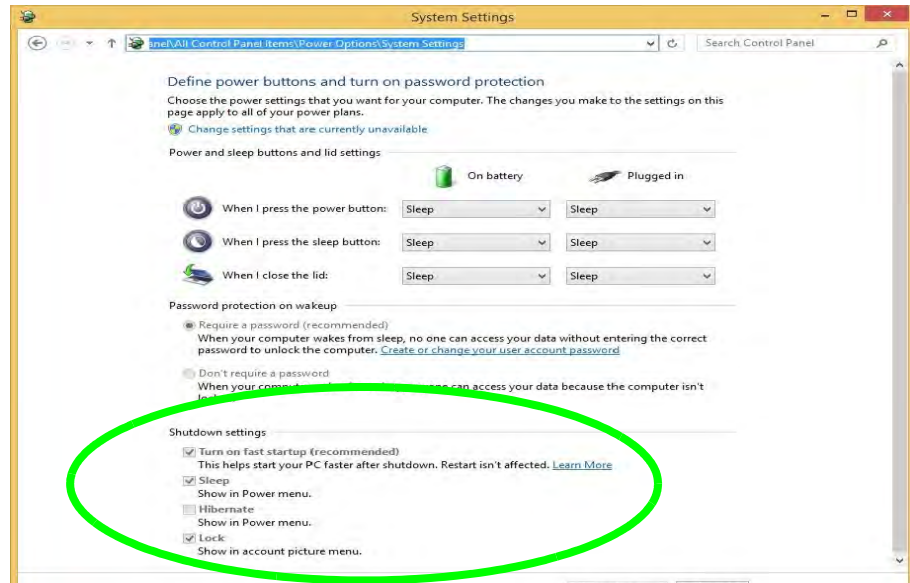 System Settings
anel\All Control Panel Items\Power Options\System Settings
Search Control Panel
Define power buttons and turn on password protection
Choose the power settings that you want for your computer. The changes you make to the settings on this
page apply to all of your power plans.
Change settings that are currently unavailable
Power and sleep buttons and lid settings
On battery Plugged in
When I press the power button: Sleep Sleep
When I press the sleep button: Sleep Sleep
When I close the lid: Sleep Sleep
Password protection on wakeup
Require a password (recommended)
When your computer wakes from sleep, no one can access your data without entering the correct
password to unlock the computer. Create or change your user account password
Don't require a password
When your can access your data because the computer isn't
Shutdown settings
Turn on fast startup (recommended)
This helps start your PC faster after shutdown. Restart isn't affected. Learn More
Sleep
Show in Power menu.
Hibernate
Show in Power menu.
Lock
Show in account picture menu.